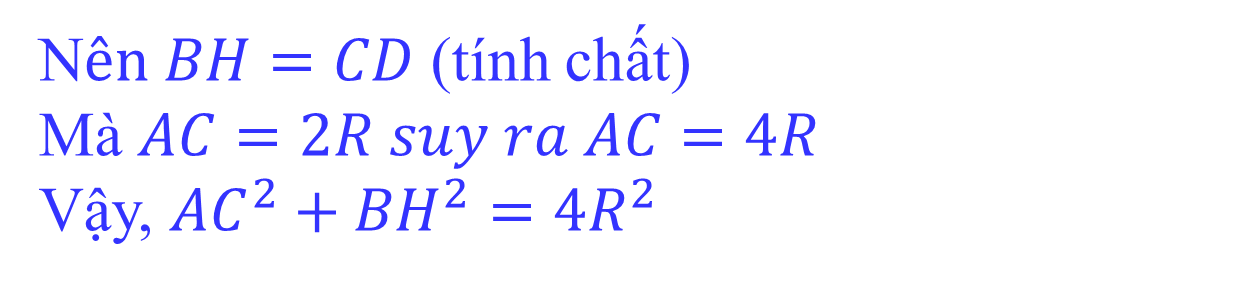 Nên 𝐵𝐻 = 𝐶𝐷 (tính chất)
Mà 𝐴𝐶 = 2𝑅 𝑠𝑢𝑦 𝑟𝑎 𝐴𝐶 = 4𝑅
Vậy, 𝐴𝐶² + 𝐵𝐻² = 4𝑅²